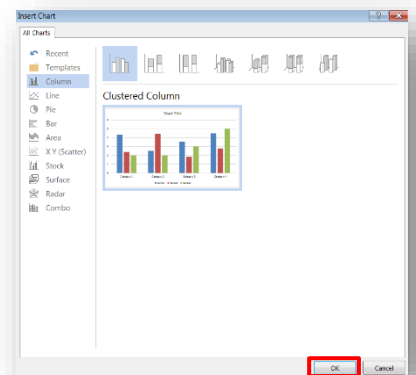 Insert Chart
All Charts
Recent
Templates
Column
Line
Pie
Bar
Area
X Y (Scatter)
Stock
Surface
Radar
Combo
Clustered Column
Chart Title
OK
Cancel